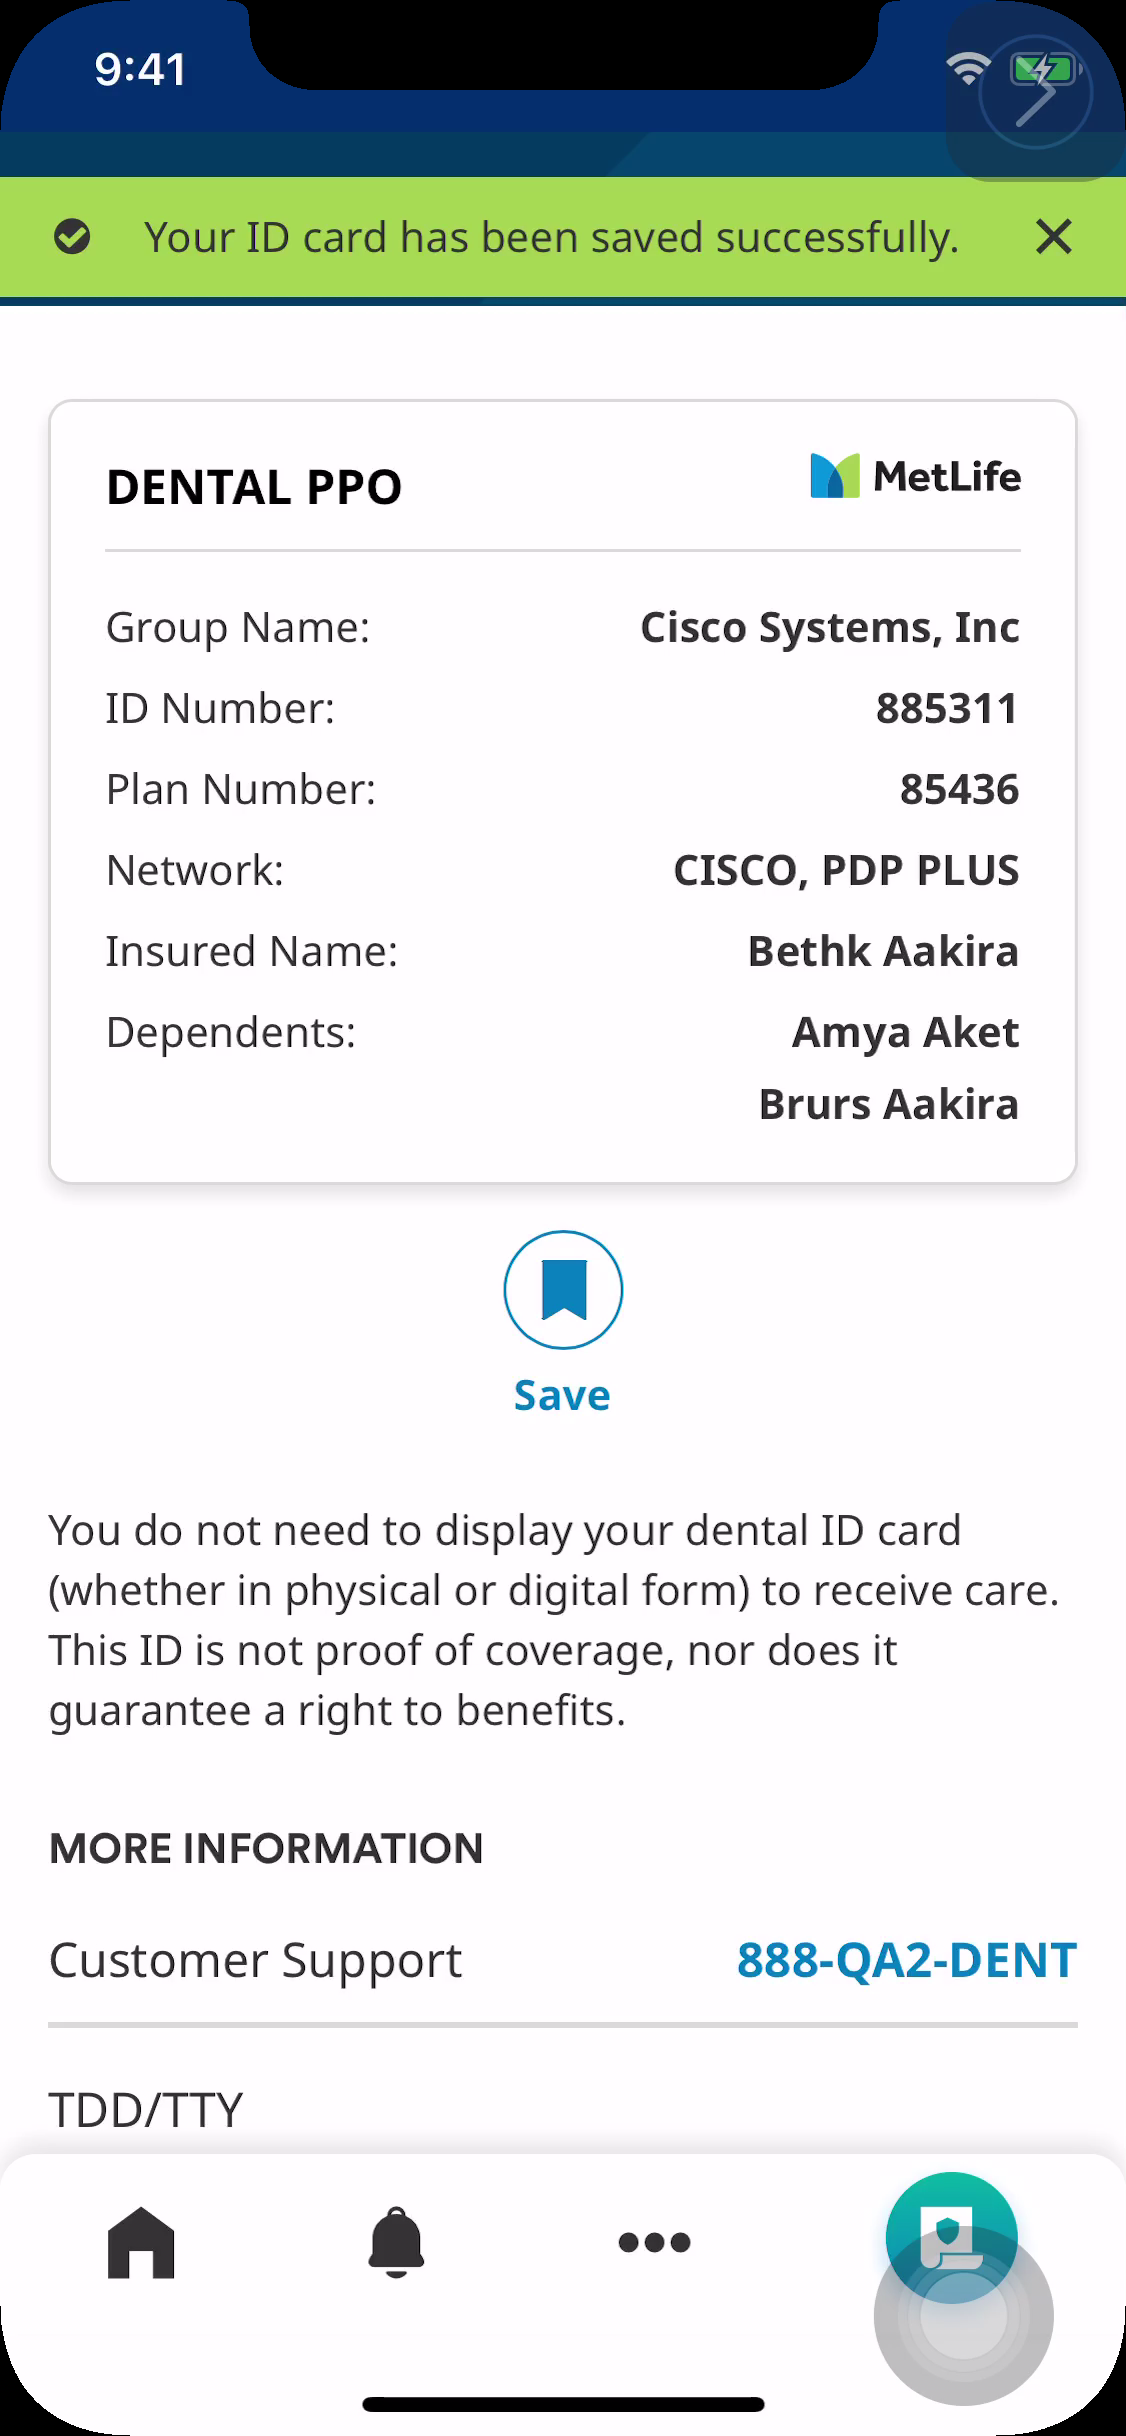 9:41
Your ID card has been saved successfully.
DENTAL PPO
MetLife
Group Name: Cisco Systems, Inc
ID Number: 885311
Plan Number: 85436
Network: CISCO, PDP PLUS
Insured Name: Bethk Aakira
Dependents: Amya Aket
Brurs Aakira
Save
You do not need to display your dental ID card
(whether in physical or digital form) to receive care.
This ID is not proof of coverage, nor does it
guarantee a right to benefits.
MORE INFORMATION
Customer Support 888-QA2-DENT
TDD/TTY